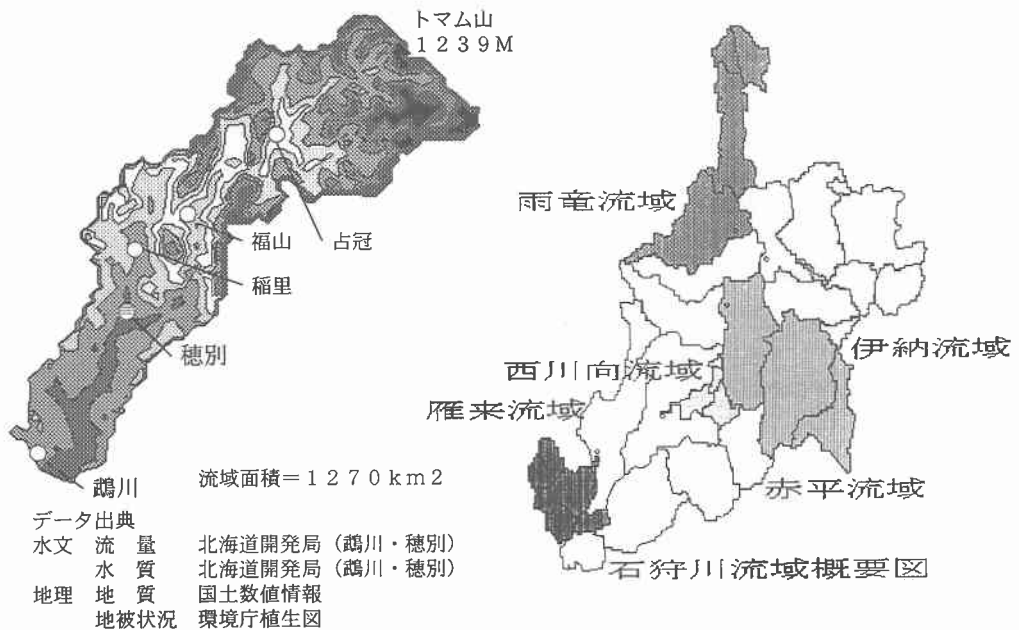 トマム山
１２３９Ｍ
福山
占冠
稲里
穂別
鵡川
流域面積＝１２７０ｋｍ２
データ出典
水文 流 量 北海道開発局（鵡川・穂別）
水 質 北海道開発局（鵡川・穂別）
地理 地 質 国土数値情報
地被状況 環境庁植生図
雨竜流域
伊納流域
西川向流域
雁来流域
赤平流域
石狩川流域概要図